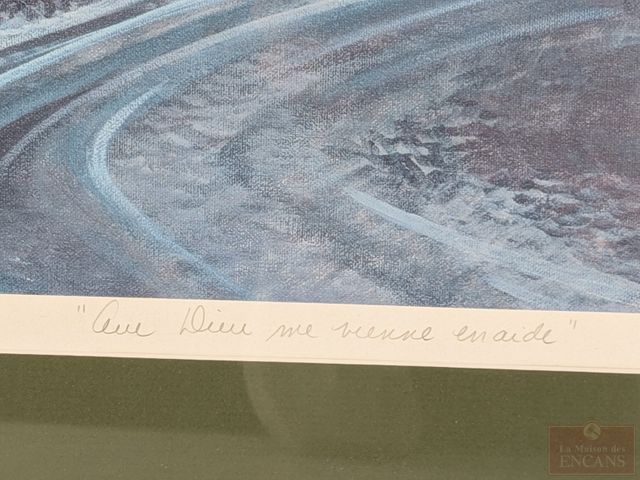 "Que Dieu me vienne enaide"
La Maison des
ENCANS